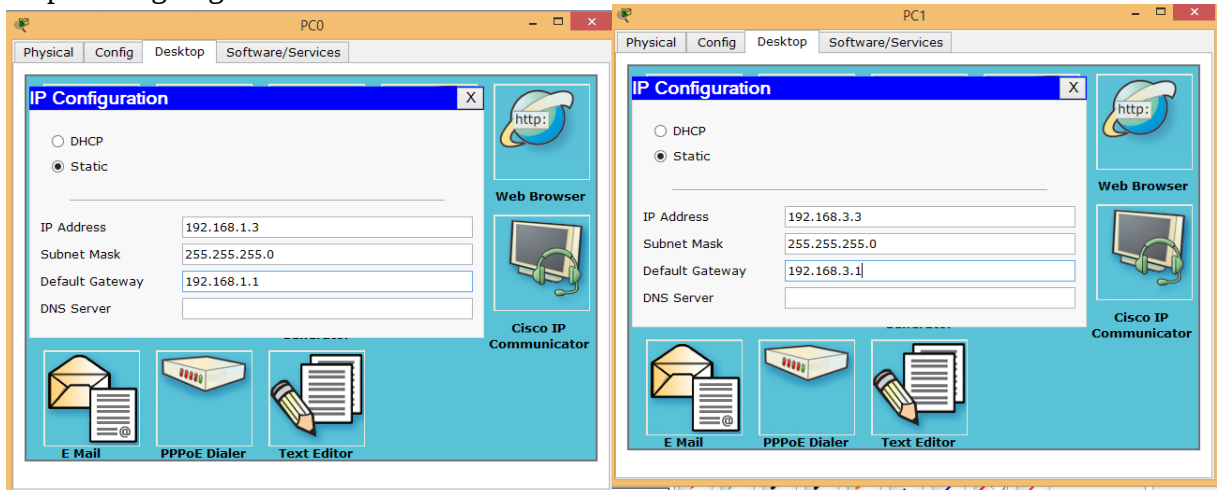 PC0
Physical Config Desktop Software/Services
IP Configuration X
DHCP
Static
IP Address 192.168.1.3
Subnet Mask 255.255.255.0
Default Gateway 192.168.1.1
DNS Server
http:
Web Browser
Cisco IP
Communicator
@
E Mail PPPoE Dialer Text Editor
PC1
Physical Config Desktop Software/Services
IP Configuration X
DHCP
Static
IP Address 192.168.3.3
Subnet Mask 255.255.255.0
Default Gateway 192.168.3.1
DNS Server
http:
Web Browser
Cisco IP
Communicator
@
E Mail PPPoE Dialer Text Editor